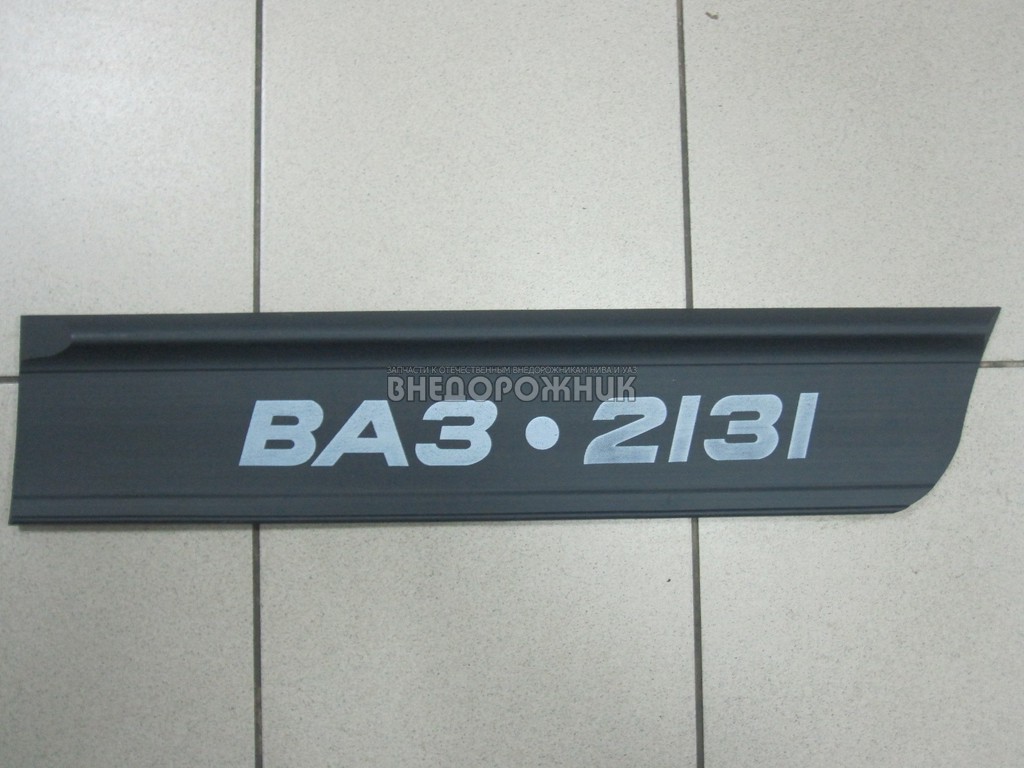 ЗАПЧАСТИ К ОТЕЧЕСТВЕННЫМ ВНЕДОРОЖНИКАМ НИВА И УАЗ
ВНЕДОРОЖНИК
ВАЗ • 2131